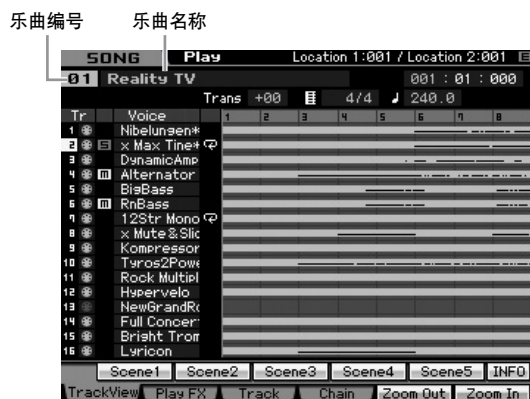 乐曲编号 乐曲名称
SONG Play Location 1:001 / Location 2:001
01 Reality TV 001 : 01 : 000
Trans +00 4/4 240.0
Tr Voice 1 2 3 4 5 6 7 8
1 Nibelungen*
2 S x Max Tine*
3 DynamicAmp
4 m Alternator
5 BigBass
6 m RnBass
7 12Str Mono
8 x Mute&Slic
9 Kompressor
10 Tyros2Powe
11 Rock Multipl
12 Hypervelo
13 NewGrandRo
14 Full Concer
15 Bright Trom
16 Lyricon
Scene1 Scene2 Scene3 Scene4 Scene5 INFO
TrackView Play FX Track Chain Zoom Out Zoom In